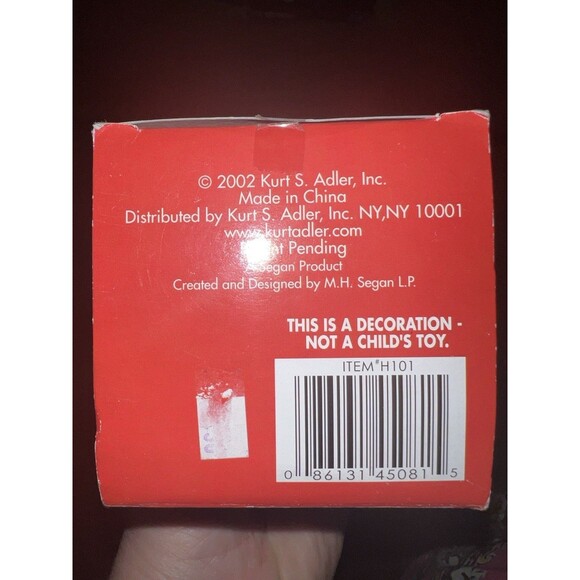 © 2002 Kurt S. Adler, Inc.
Made in China
Distributed by Kurt S. Adler, Inc. NY,NY 10001
www.kurtadler.com
Pending
Segan Product
Created and Designed by M.H. Segan L.P.
THIS IS A DECORATION -
NOT A CHILD'S TOY.
ITEM#H101
0 86131 45081 5